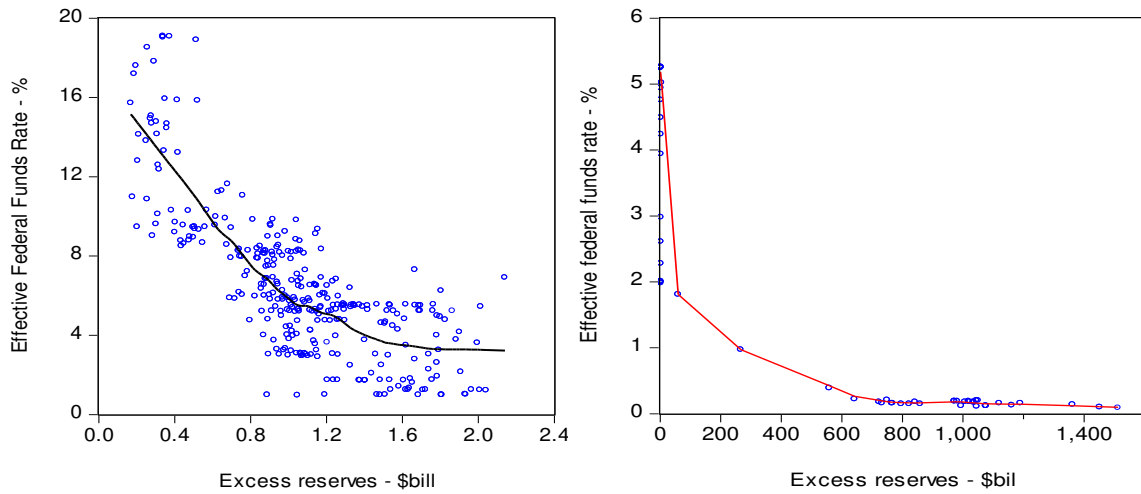 Effective Federal Funds Rate - %
20
16
12
8
4
0
0.0 0.4 0.8 1.2 1.6 2.0 2.4
Excess reserves - $bill
Effective federal funds rate - %
6
5
4
3
2
1
0
0 200 400 600 800 1,000 1,400
Excess reserves - $bil